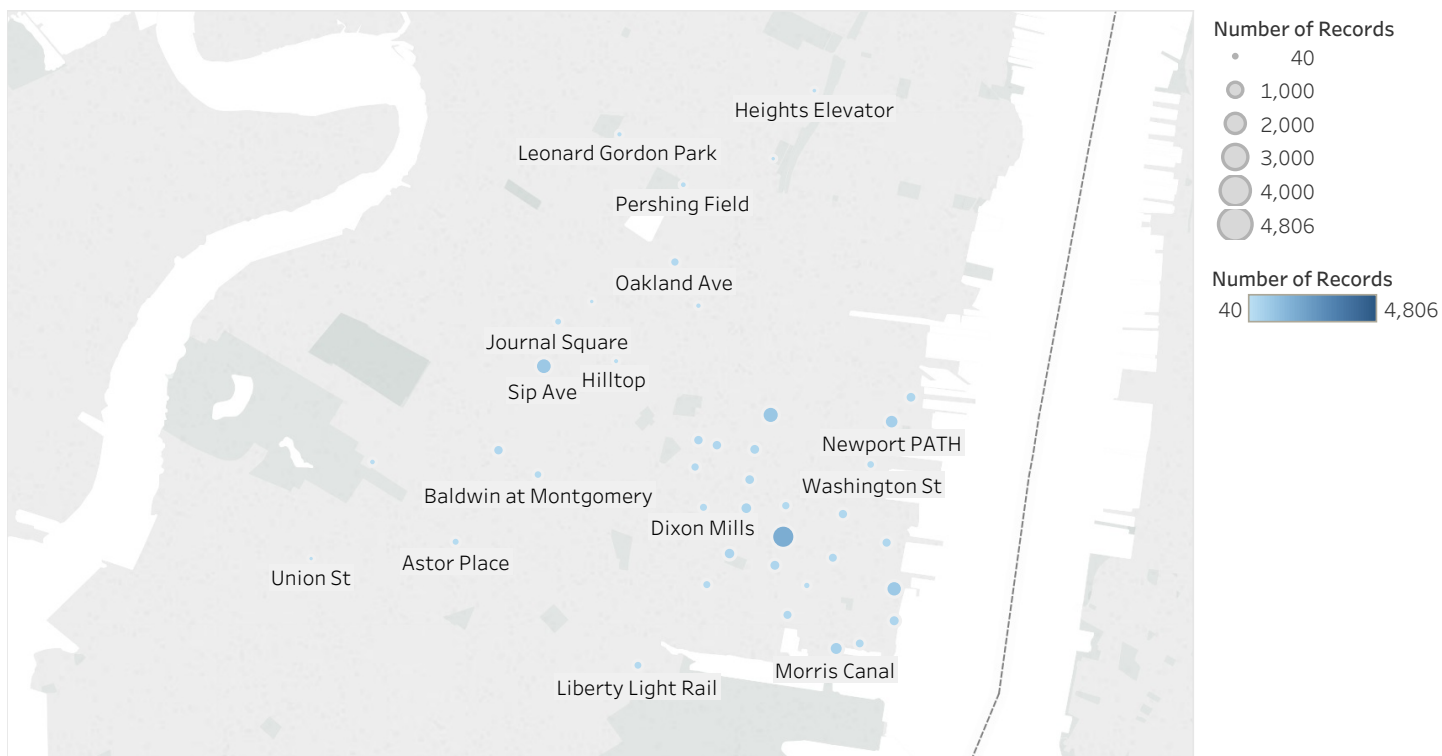 Heights Elevator
Leonard Gordon Park
Pershing Field
Oakland Ave
Journal Square
Sip Ave
Hilltop
Newport PATH
Washington St
Baldwin at Montgomery
Dixon Mills
Astor Place
Union St
Morris Canal
Liberty Light Rail
Number of Records
40
1,000
2,000
3,000
4,000
4,806
Number of Records
40 4,806